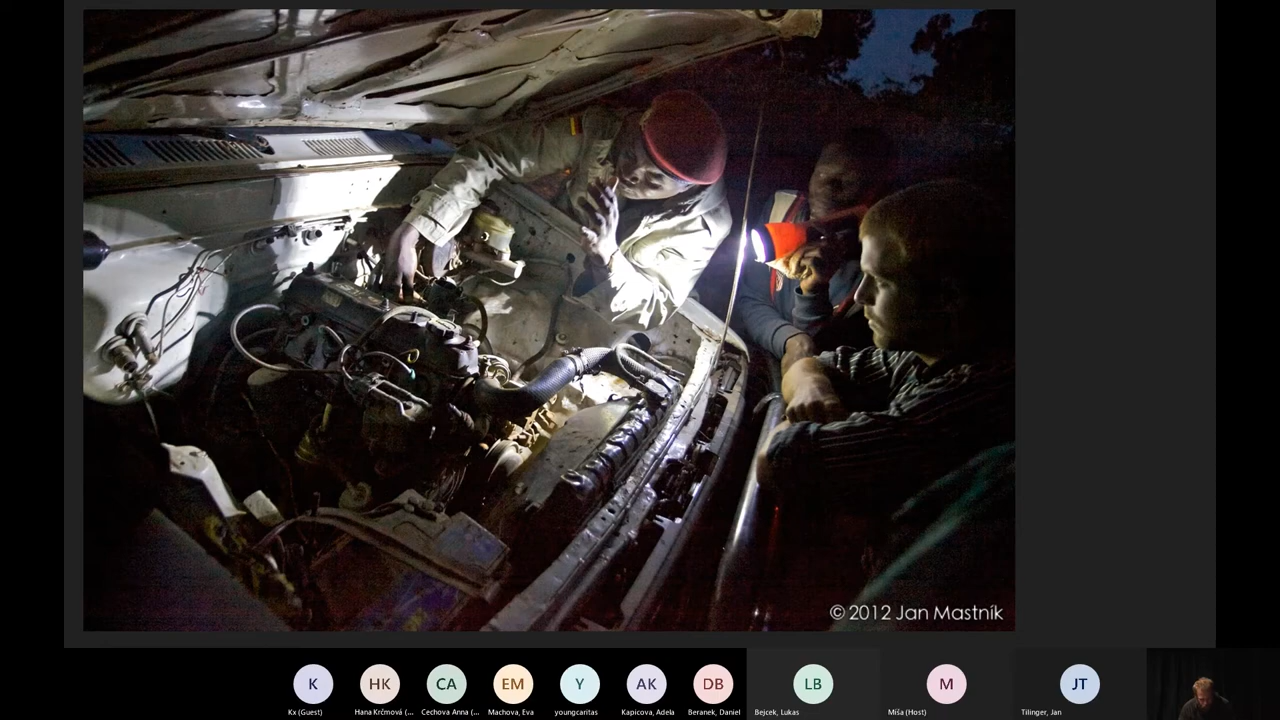 © 2012 Jan Mastník
K
HK
CA
EM
Y
AK
DB
LB
M
JT
Kx (Guest)
Hana Krčmová (...
Cechova Anna (...
Machova, Eva
youngcaritas
Kapicova, Adela
Beranek, Daniel
Bejcek, Lukas
Míša (Host)
Tilinger, Jan